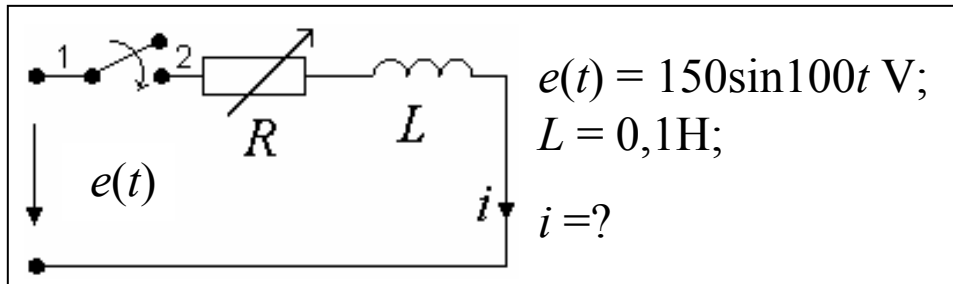 1 2
R L
e(t)
i
e(t) = 150sin100t V;
L = 0,1H;
i =?